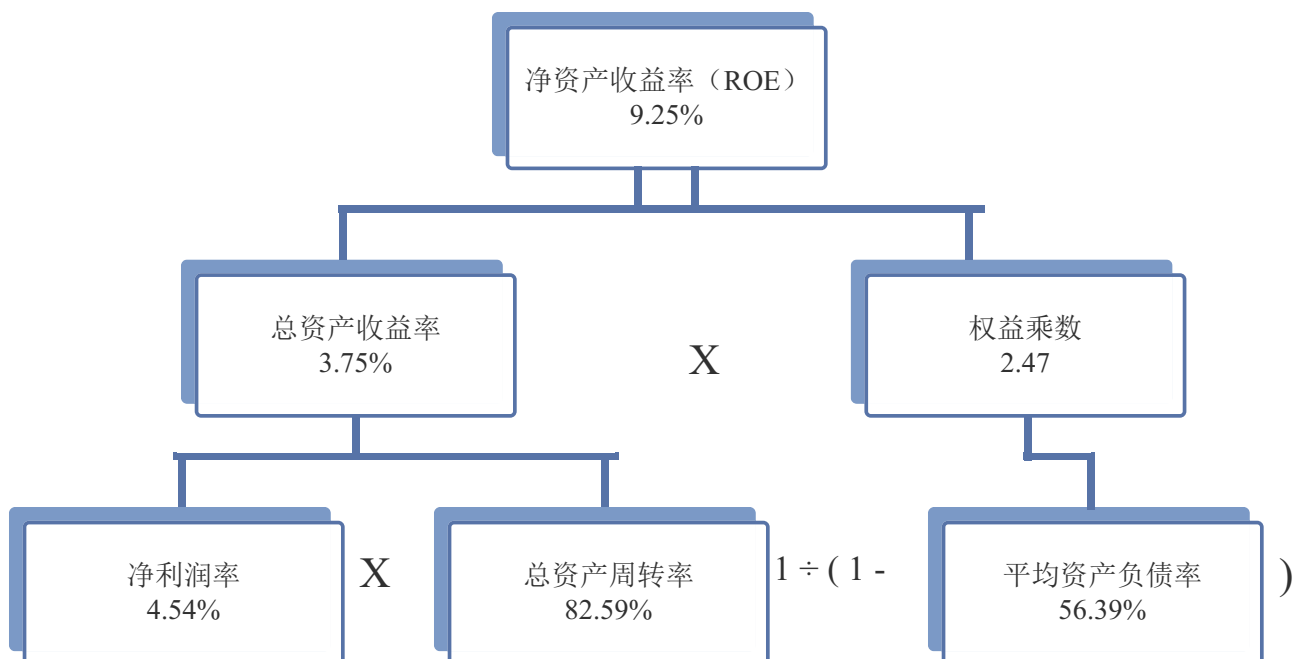 净资产收益率（ROE）
9.25%
总资产收益率
3.75%
X
权益乘数
2.47
净利润率
4.54%
X
总资产周转率
82.59%
1 ÷ ( 1 -
平均资产负债率
56.39%
)